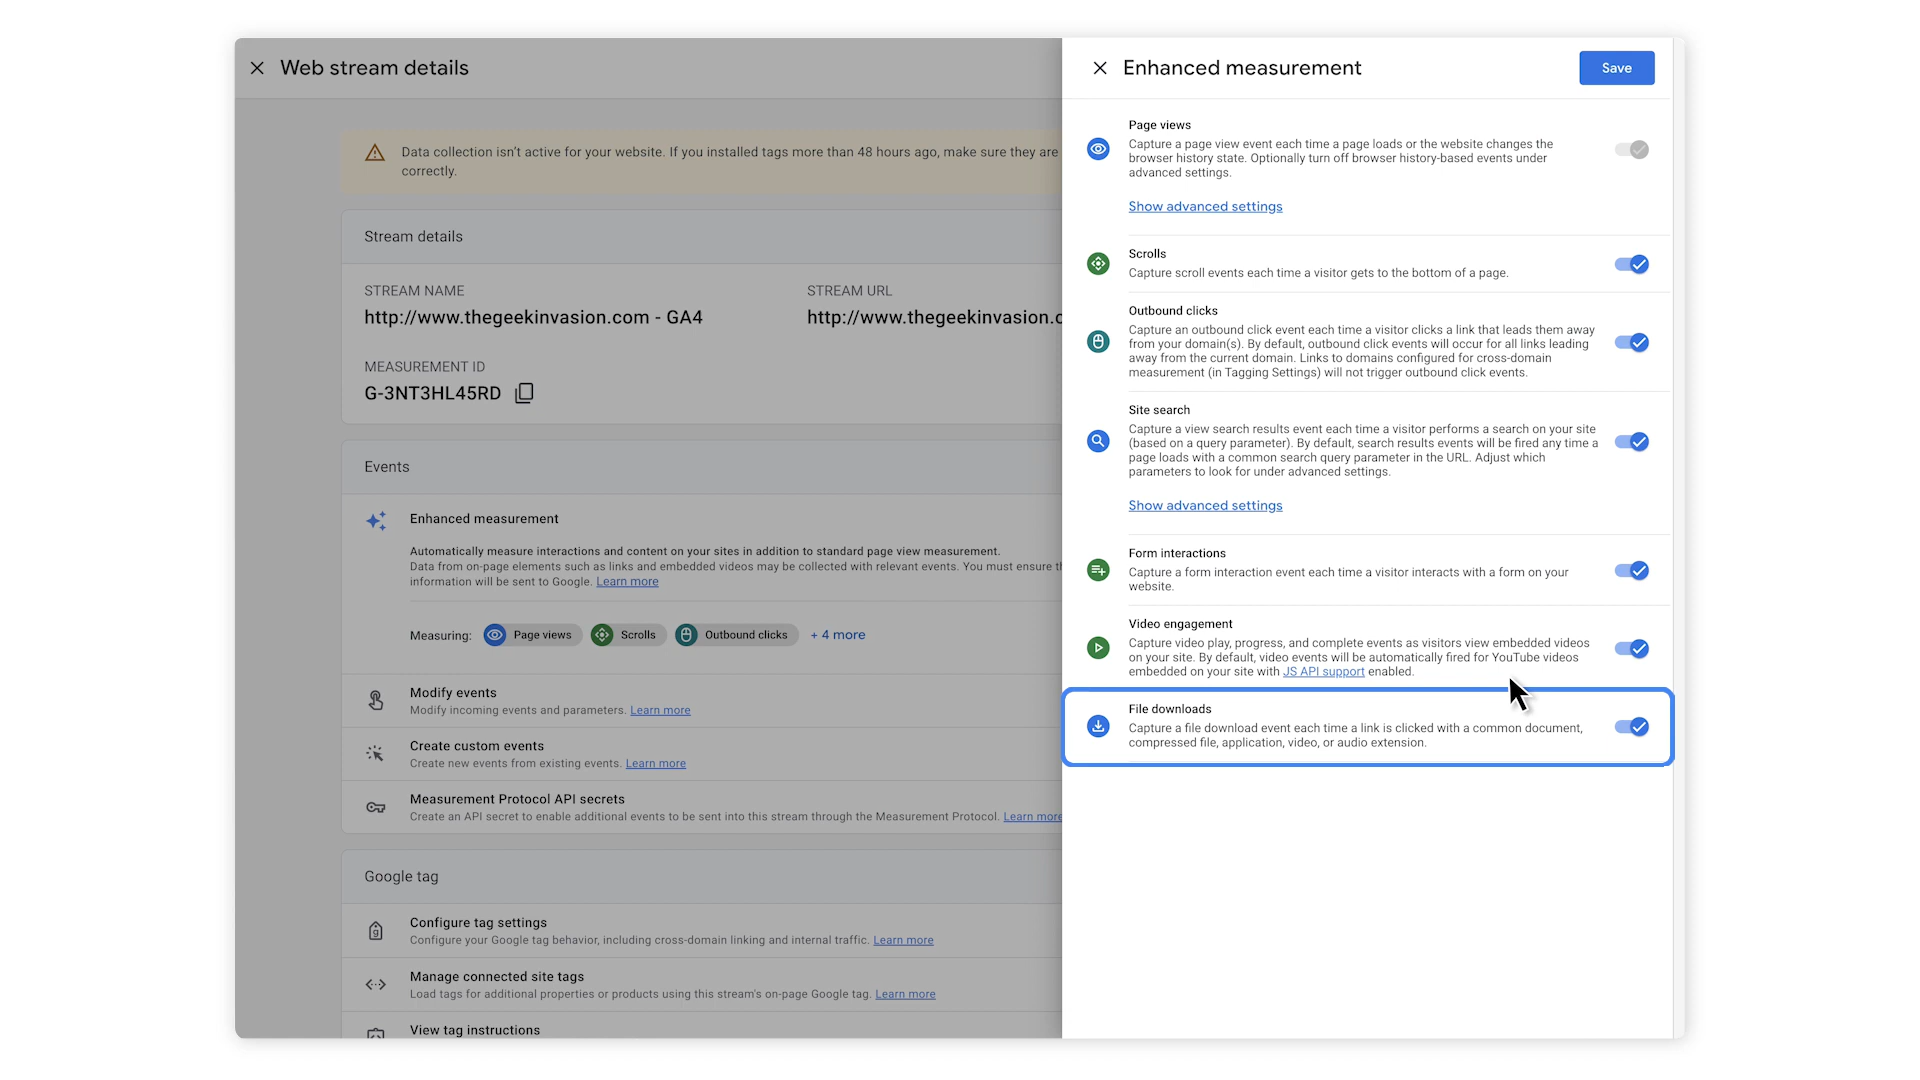 Web stream details
Data collection isn't active for your website. If you installed tags more than 48 hours ago, make sure they are
correctly.
Stream details
STREAM NAME
STREAM URL
http://www.thegeekinvasion.com - GA4
http://www.thegeekinvasion.c
MEASUREMENT ID
G-3NT3HL45RD
Events
Enhanced measurement
Automatically measure interactions and content on your sites in addition to standard page view measurement.
Data from on-page elements such as links and embedded videos may be collected with relevant events. You must ensure th
information will be sent to Google. Learn more
Measuring: Page views Scrolls Outbound clicks + 4 more
Modify events
Modify incoming events and parameters. Learn more
Create custom events
Create new events from existing events. Learn more
Measurement Protocol API secrets
Create an API secret to enable additional events to be sent into this stream through the Measurement Protocol. Learn more
Google tag
Configure tag settings
Configure your Google tag behavior, including cross-domain linking and internal traffic. Learn more
Manage connected site tags
Load tags for additional properties or products using this stream's on-page Google tag. Learn more
View tag instructions
Enhanced measurement
Save
Page views
Capture a page view event each time a page loads or the website changes the
browser history state. Optionally turn off browser history-based events under
advanced settings.
Show advanced settings
Scrolls
Capture scroll events each time a visitor gets to the bottom of a page.
Outbound clicks
Capture an outbound click event each time a visitor clicks a link that leads them away
from your domain(s). By default, outbound click events will occur for all links leading
away from the current domain. Links to domains configured for cross-domain
measurement (in Tagging Settings) will not trigger outbound click events.
Site search
Capture a view search results event each time a visitor performs a search on your site
(based on a query parameter). By default, search results events will be fired any time a
page loads with a common search query parameter in the URL. Adjust which
parameters to look for under advanced settings.
Show advanced settings
Form interactions
Capture a form interaction event each time a visitor interacts with a form on your
website.
Video engagement
Capture video play, progress, and complete events as visitors view embedded videos
on your site. By default, video events will be automatically fired for YouTube videos
embedded on your site with JS API support enabled.
File downloads
Capture a file download event each time a link is clicked with a common document,
compressed file, application, video, or audio extension.